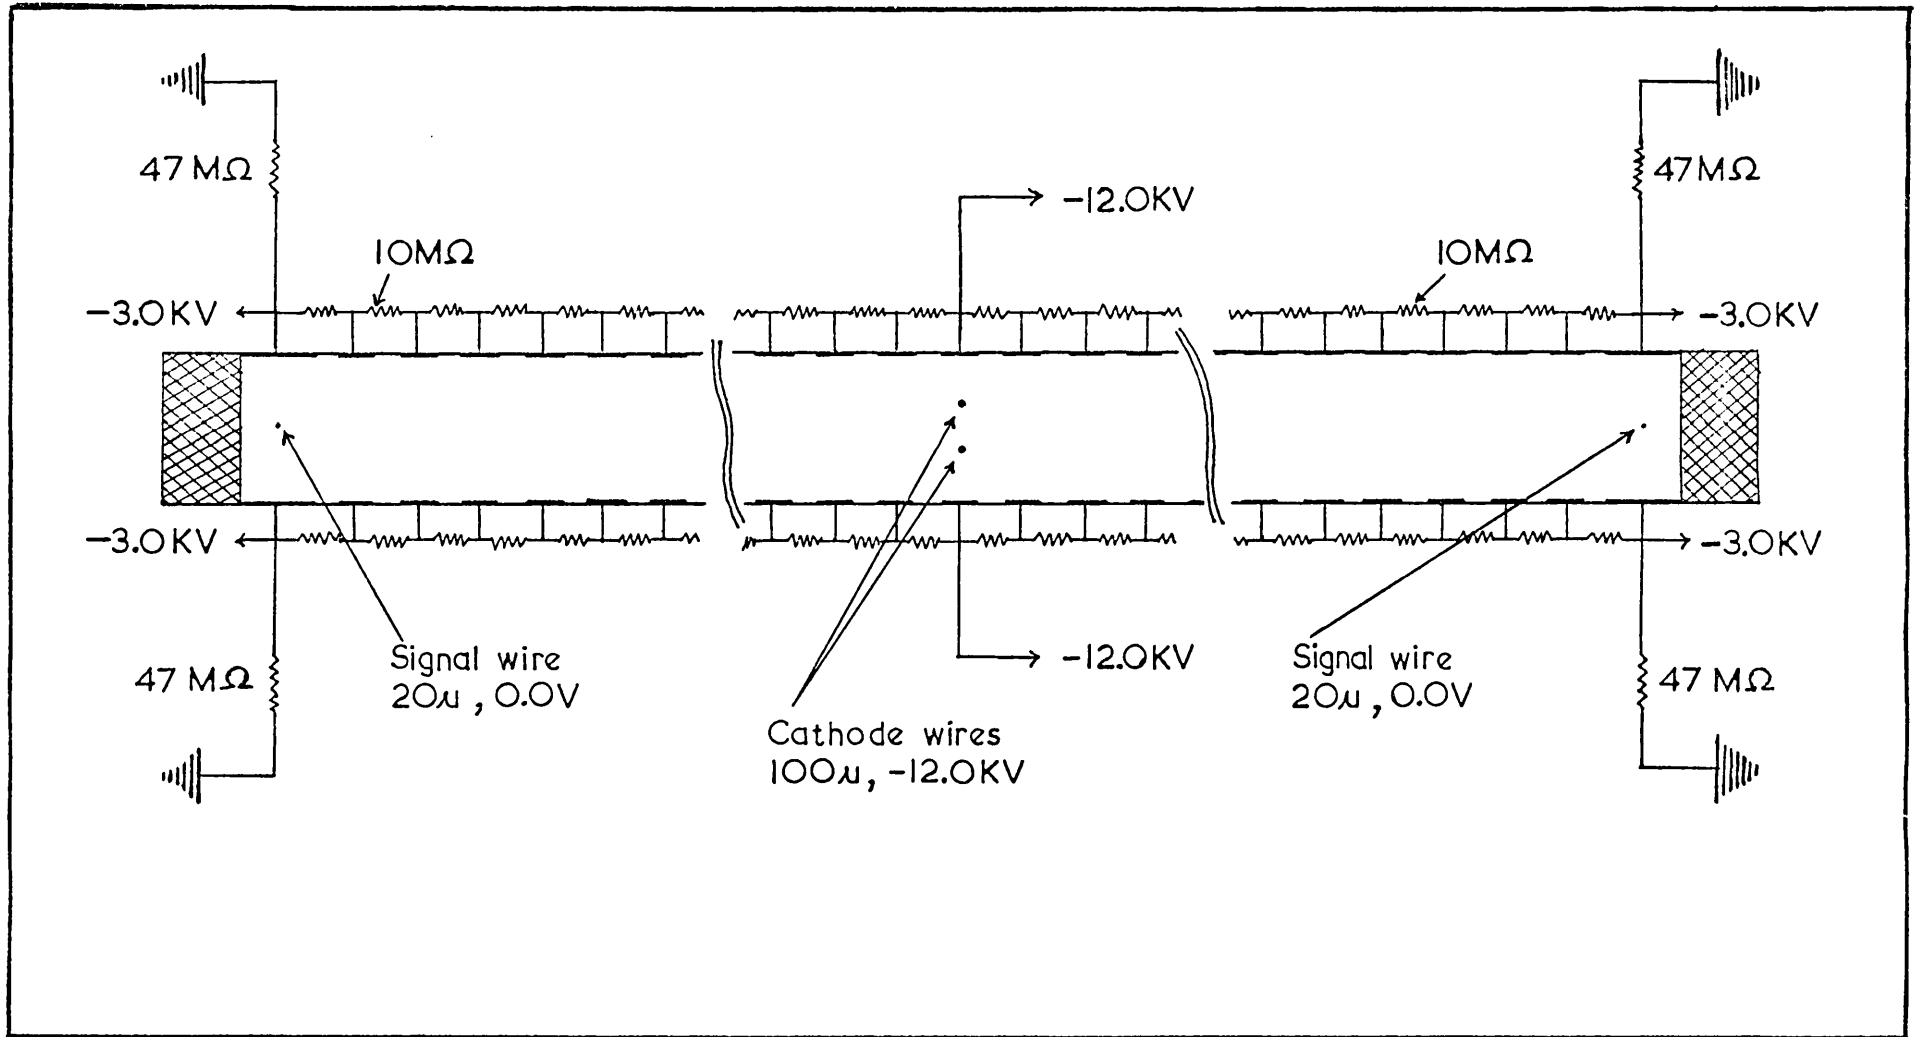 47 MΩ
47MΩ
-12.0KV
10MΩ
10MΩ
-3.0KV
-3.0KV
-3.0KV
-3.0KV
Signal wire
20μ, 0.0V
-12.0KV
Signal wire
20μ, 0.0V
47 MΩ
47 MΩ
Cathode wires
100μ, -12.0KV